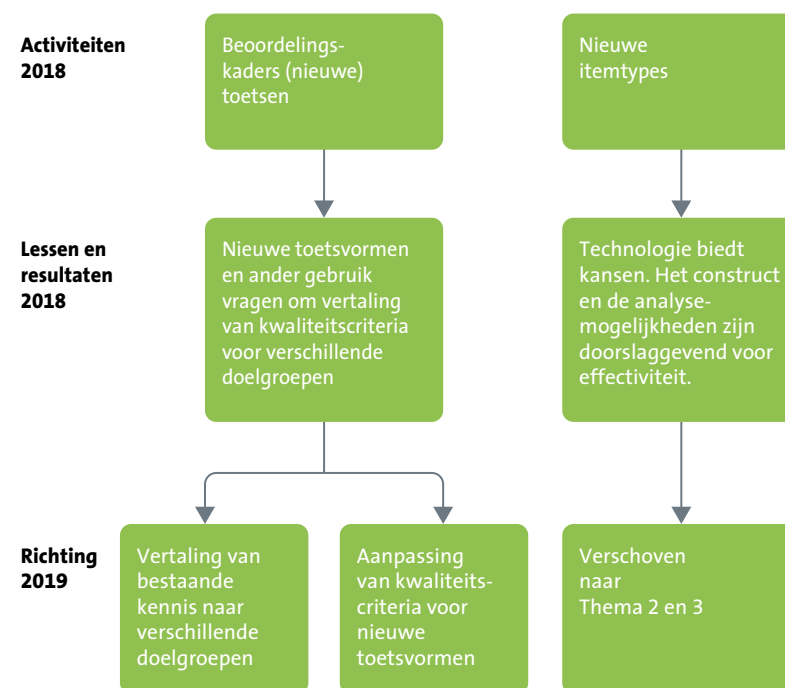 Activiteiten
2018
Beoordelings-
kaders (nieuwe)
toetsen
Nieuwe
itemtypes
Lessen en
resultaten
2018
Nieuwe toetsvormen
en ander gebruik
vragen om vertaling
van kwaliteitscriteria
voor verschillende
doelgroepen
Technologie biedt
kansen. Het construct
en de analyse-
mogelijkheden zijn
doorslaggevend voor
effectiviteit.
Richting
2019
Vertaling van
bestaande
kennis naar
verschillende
doelgroepen
Aanpassing
van kwaliteits-
criteria voor
nieuwe
toetsvormen
Verschoven
naar
Thema 2 en 3